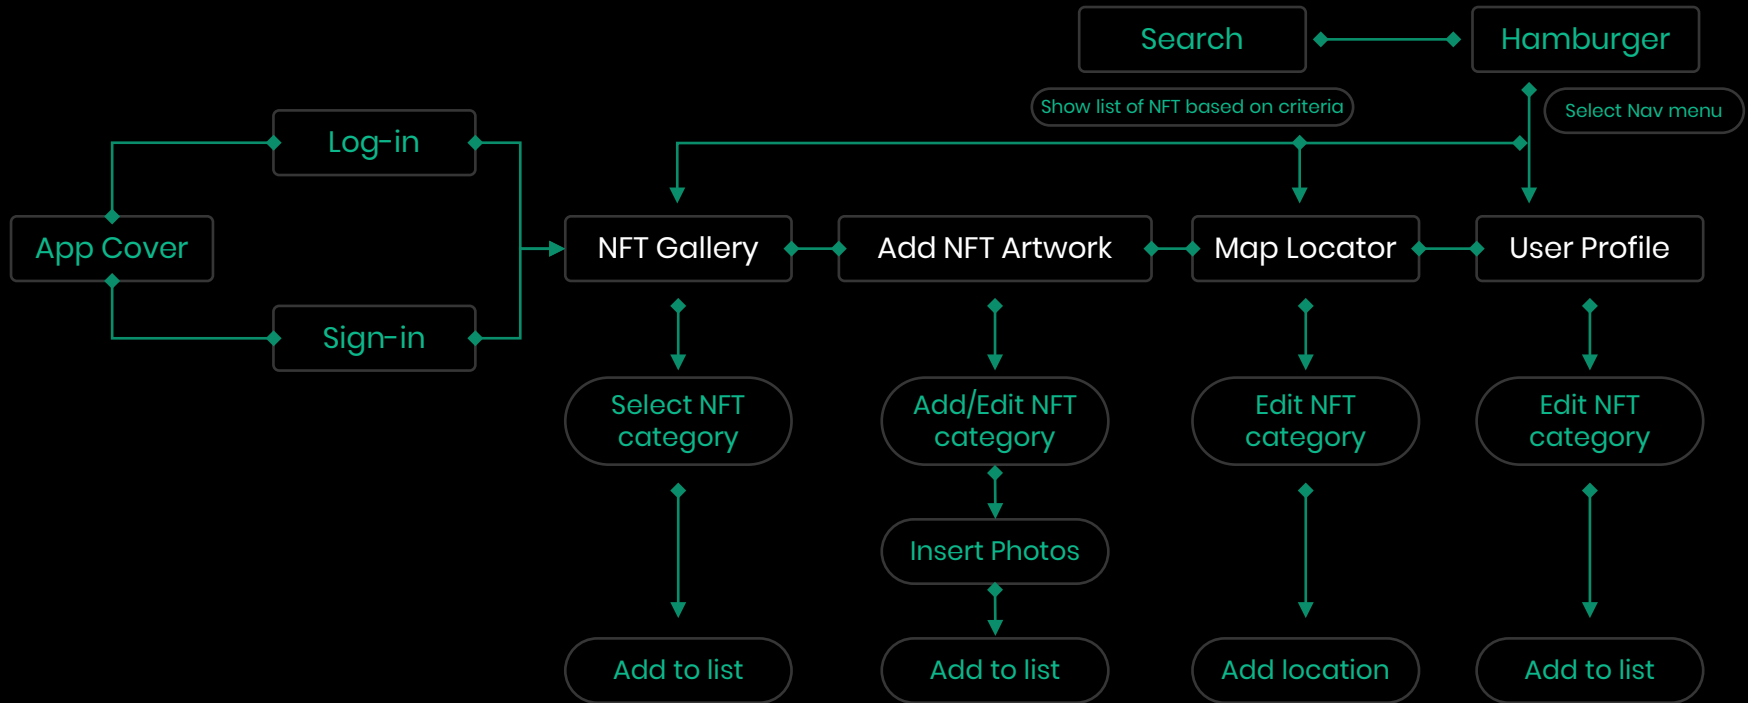 Search
Hamburger
Show list of NFT based on criteria
Select Nav menu
Log-in
App Cover
Sign-in
NFT Gallery
Add NFT Artwork
Map Locator
User Profile
Select NFT
category
Add/Edit NFT
category
Edit NFT
category
Edit NFT
category
Insert Photos
Add to list
Add to list
Add location
Add to list